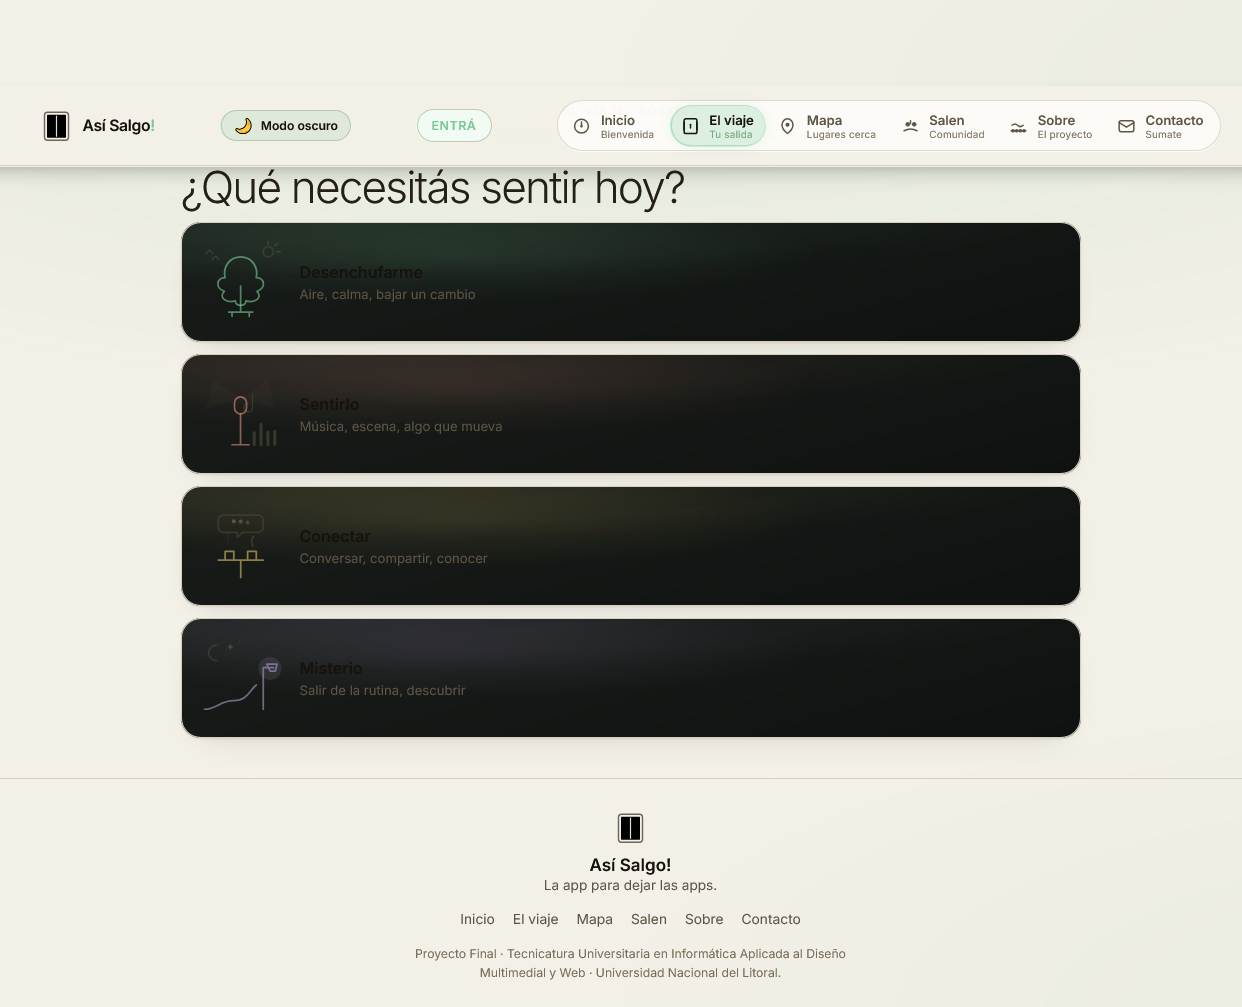 Así Salgo!
🌙 Modo oscuro
ENTRÁ
Inicio
Bienvenida
El viaje
Tu salida
Mapa
Lugares cerca
Salen
Comunidad
Sobre
El proyecto
Contacto
Sumate
¿Qué necesitás sentir hoy?
Desenchufarme
Aire, calma, bajar un cambio
Sentirlo
Música, escena, algo que mueva
Conectar
Conversar, compartir, conocer
Misterio
Salir de la rutina, descubrir
Así Salgo!
La app para dejar las apps.
Inicio El viaje Mapa Salen Sobre Contacto
Proyecto Final · Tecnicatura Universitaria en Informática Aplicada al Diseño
Multimedial y Web · Universidad Nacional del Litoral.